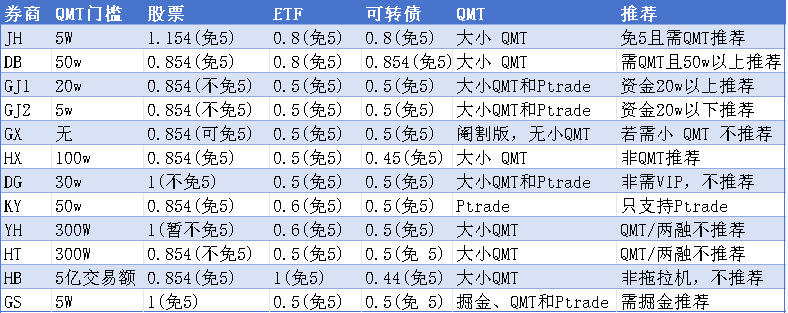 券商 QMT门槛 股票 ETF 可转债 QMT 推荐
JH 5W 1.154(免5) 0.8(免5) 0.8(免5) 大小 QMT 免5且需QMT推荐
DB 50w 0.854(免5) 0.8(免5) 0.854(免5) 大小 QMT 需QMT且50w以上推荐
GJ1 20w 0.854(不免5) 0.5(免5) 0.5(免5) 大小QMT和Ptrade 资金20w以上推荐
GJ2 5w 0.854(不免5) 0.5(免5) 0.5(免5) 大小QMT和Ptrade 资金20w以下推荐
GX 无 0.854(可免5) 0.5(免5) 0.5(免5) 阉割版，无小QMT 若需小 QMT 不推荐
HX 100w 0.854(免5) 0.5(免5) 0.45(免5) 大小 QMT 非QMT推荐
DG 30w 1(不免5) 0.5(免5) 0.5(免5) 大小QMT和Ptrade 非需VIP，不推荐
KY 50w 0.854(免5) 0.6(免5) 0.5(免5) Ptrade 只支持Ptrade
YH 300W 1(暂不免5) 0.6(免5) 0.5(免5) 大小QMT QMT/两融不推荐
HT 300W 0.854(不免5) 0.5(免5) 0.5(免 5) 大小QMT QMT/两融不推荐
HB 5亿交易额 0.854(免5) 1(免5) 0.44(免5) 大小QMT 非拖拉机，不推荐
GS 5W 1(免5) 0.5(免5) 0.5(免 5) 掘金、QMT和Ptrade 需掘金推荐